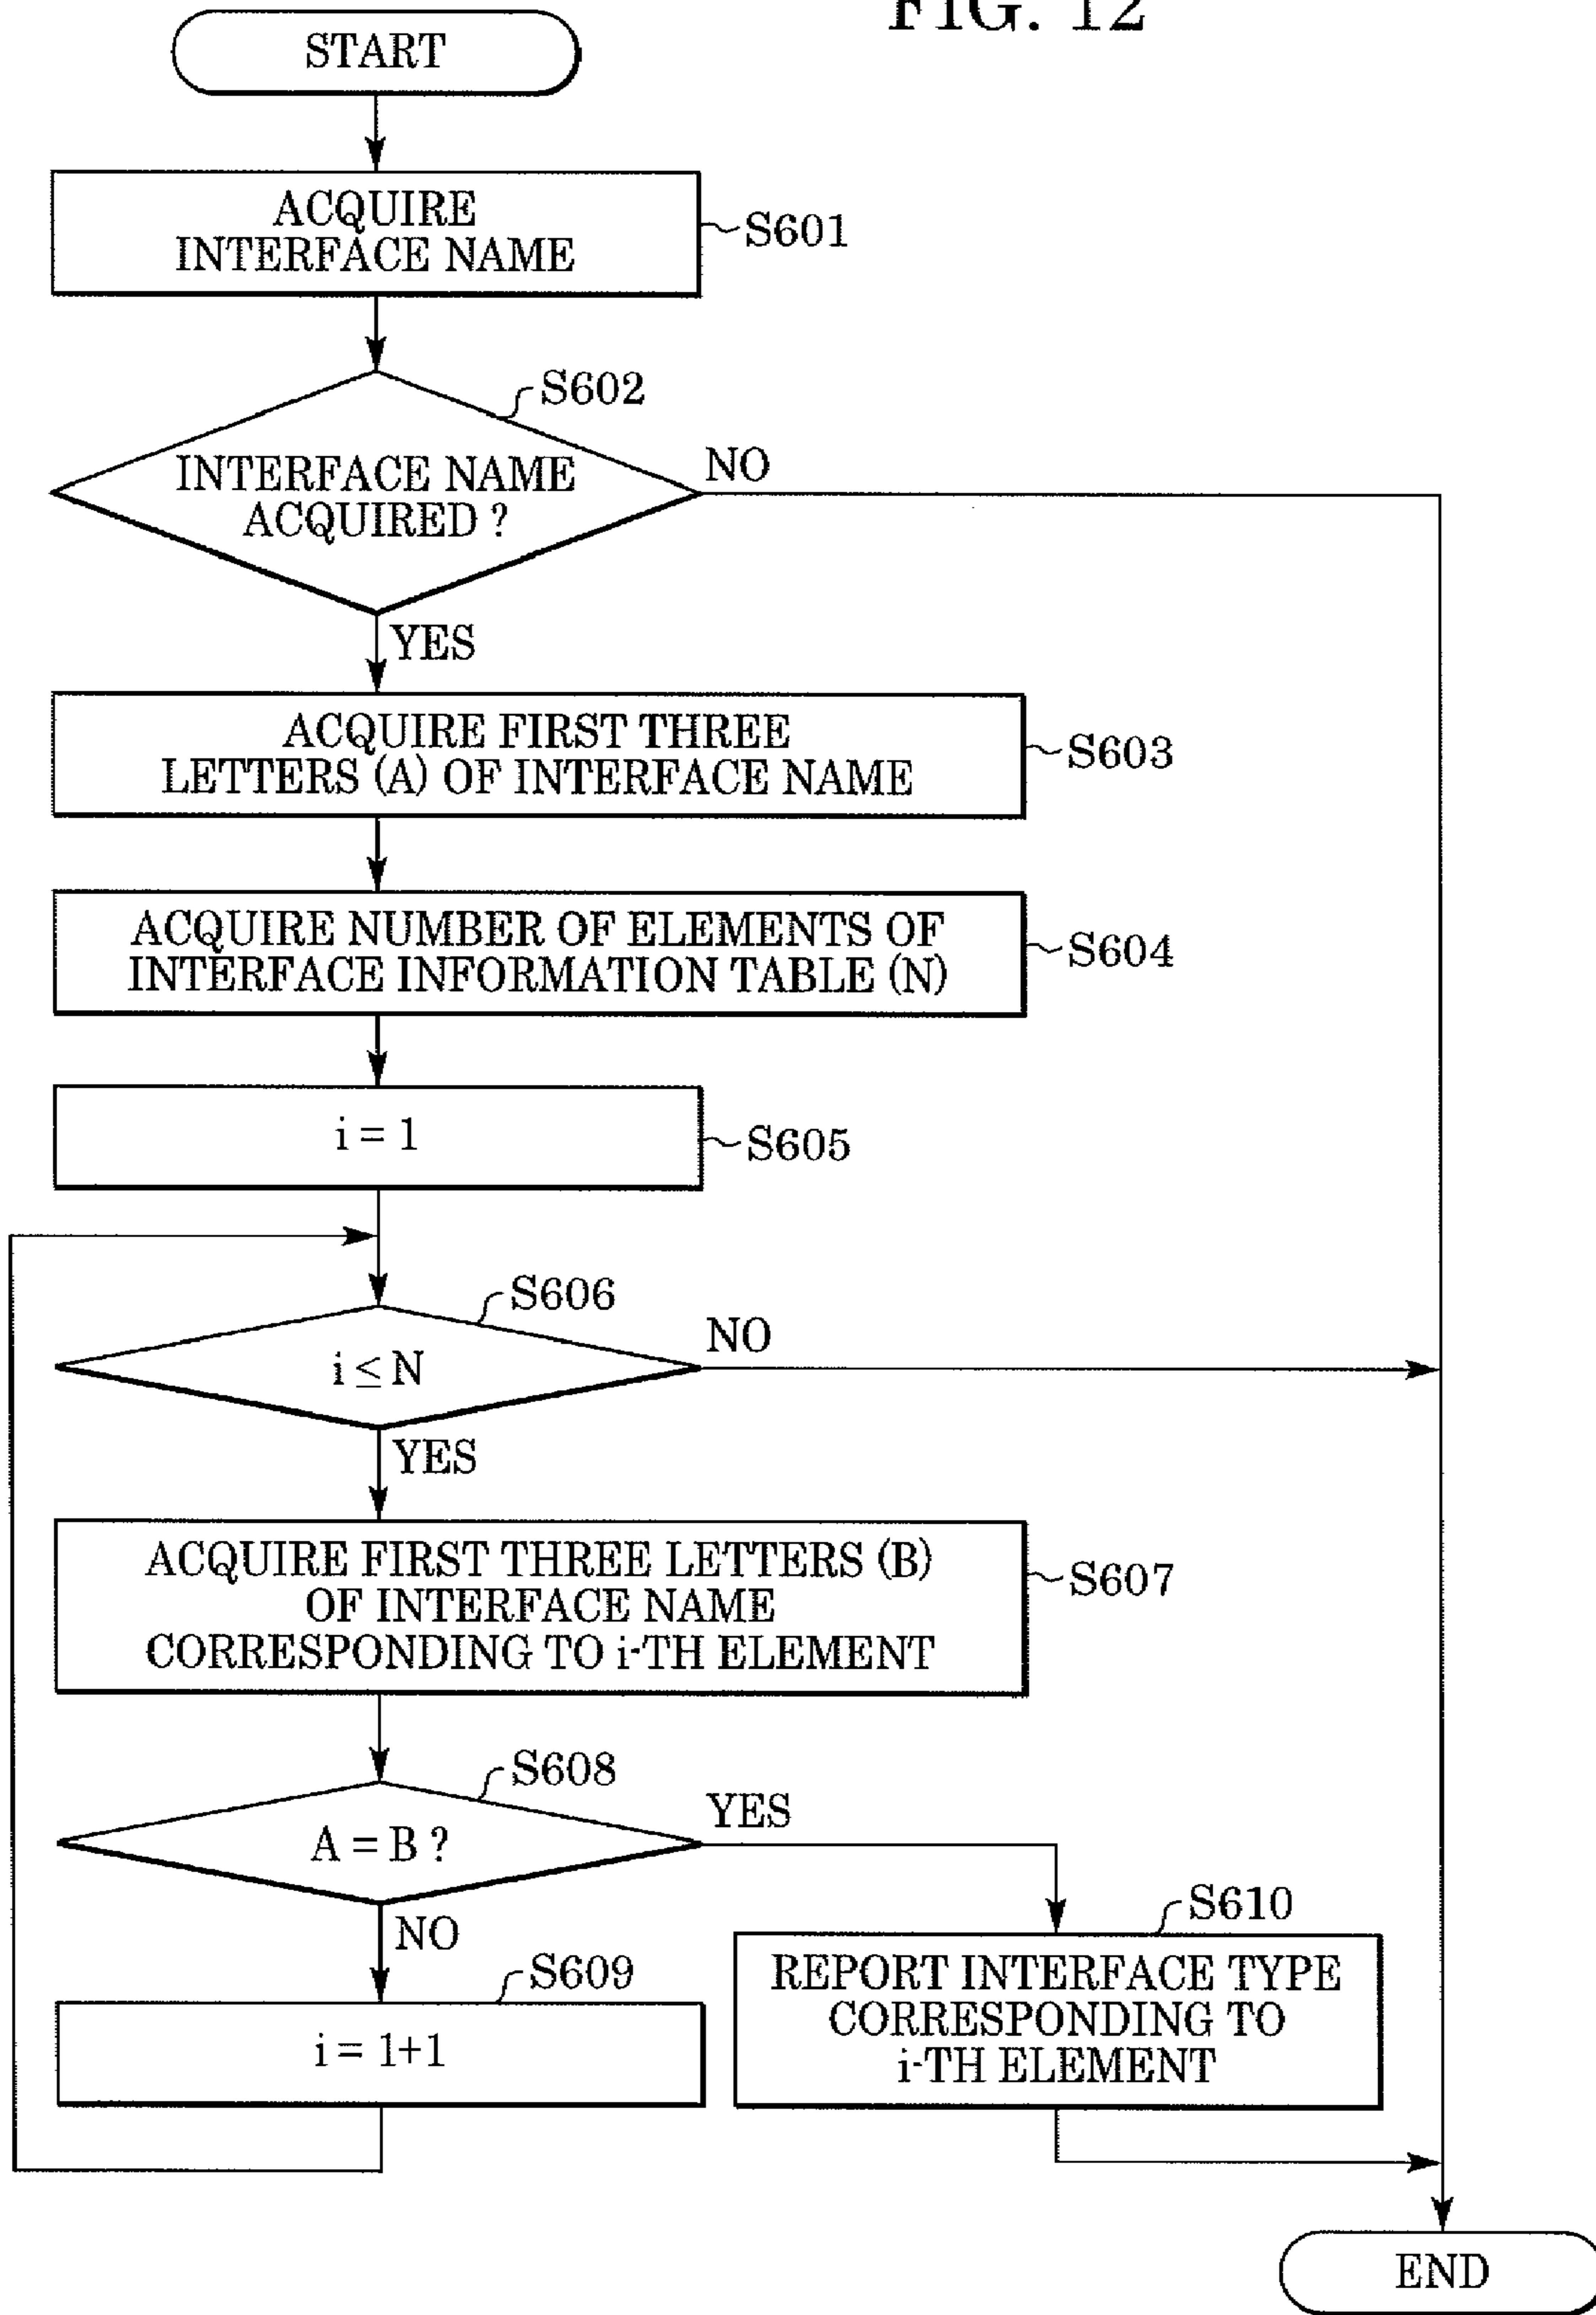 FIG. 12
START
ACQUIRE
INTERFACE NAME
S601
S602
INTERFACE NAME
ACQUIRED ?
NO
YES
ACQUIRE FIRST THREE
LETTERS (A) OF INTERFACE NAME
S603
ACQUIRE NUMBER OF ELEMENTS OF
INTERFACE INFORMATION TABLE (N)
S604
i = 1
S605
S606
i ≤ N
NO
YES
ACQUIRE FIRST THREE LETTERS (B)
OF INTERFACE NAME
CORRESPONDING TO i-TH ELEMENT
S607
S608
A = B ?
YES
NO
S609
i = 1+1
S610
REPORT INTERFACE TYPE
CORRESPONDING TO
i-TH ELEMENT
END